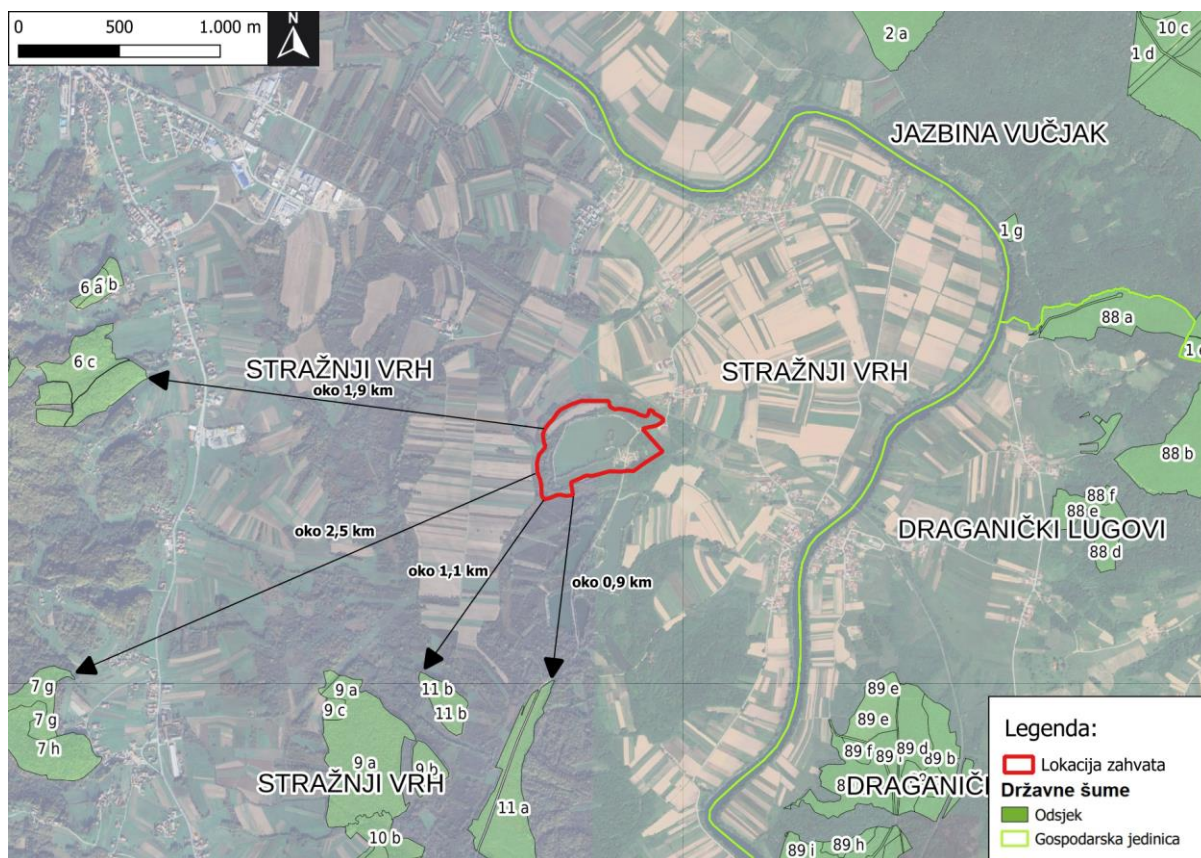 0 500 1.000 m
N
2 a
10 c
1 d
JAZBINA VUČJAK
1 g
6 a
6 b
88 a
6 c
STRAŽNJI VRH
STRAŽNJI VRH
oko 1,9 km
88 b
88 f
88 e
DRAGANIČKI LUGOVI
oko 2,5 km
88 d
oko 1,1 km
oko 0,9 km
7 g
9 a
11 b
89 e
9 c
11 b
7 g
89 e
7 h
89 f
89 d
89 b
9 a
9 b
STRAŽNJI VRH
11 a
10 b
89 i
89 h
Legenda:
Lokacija zahvata
Državne šume
Odsjek
Gospodarska jedinica